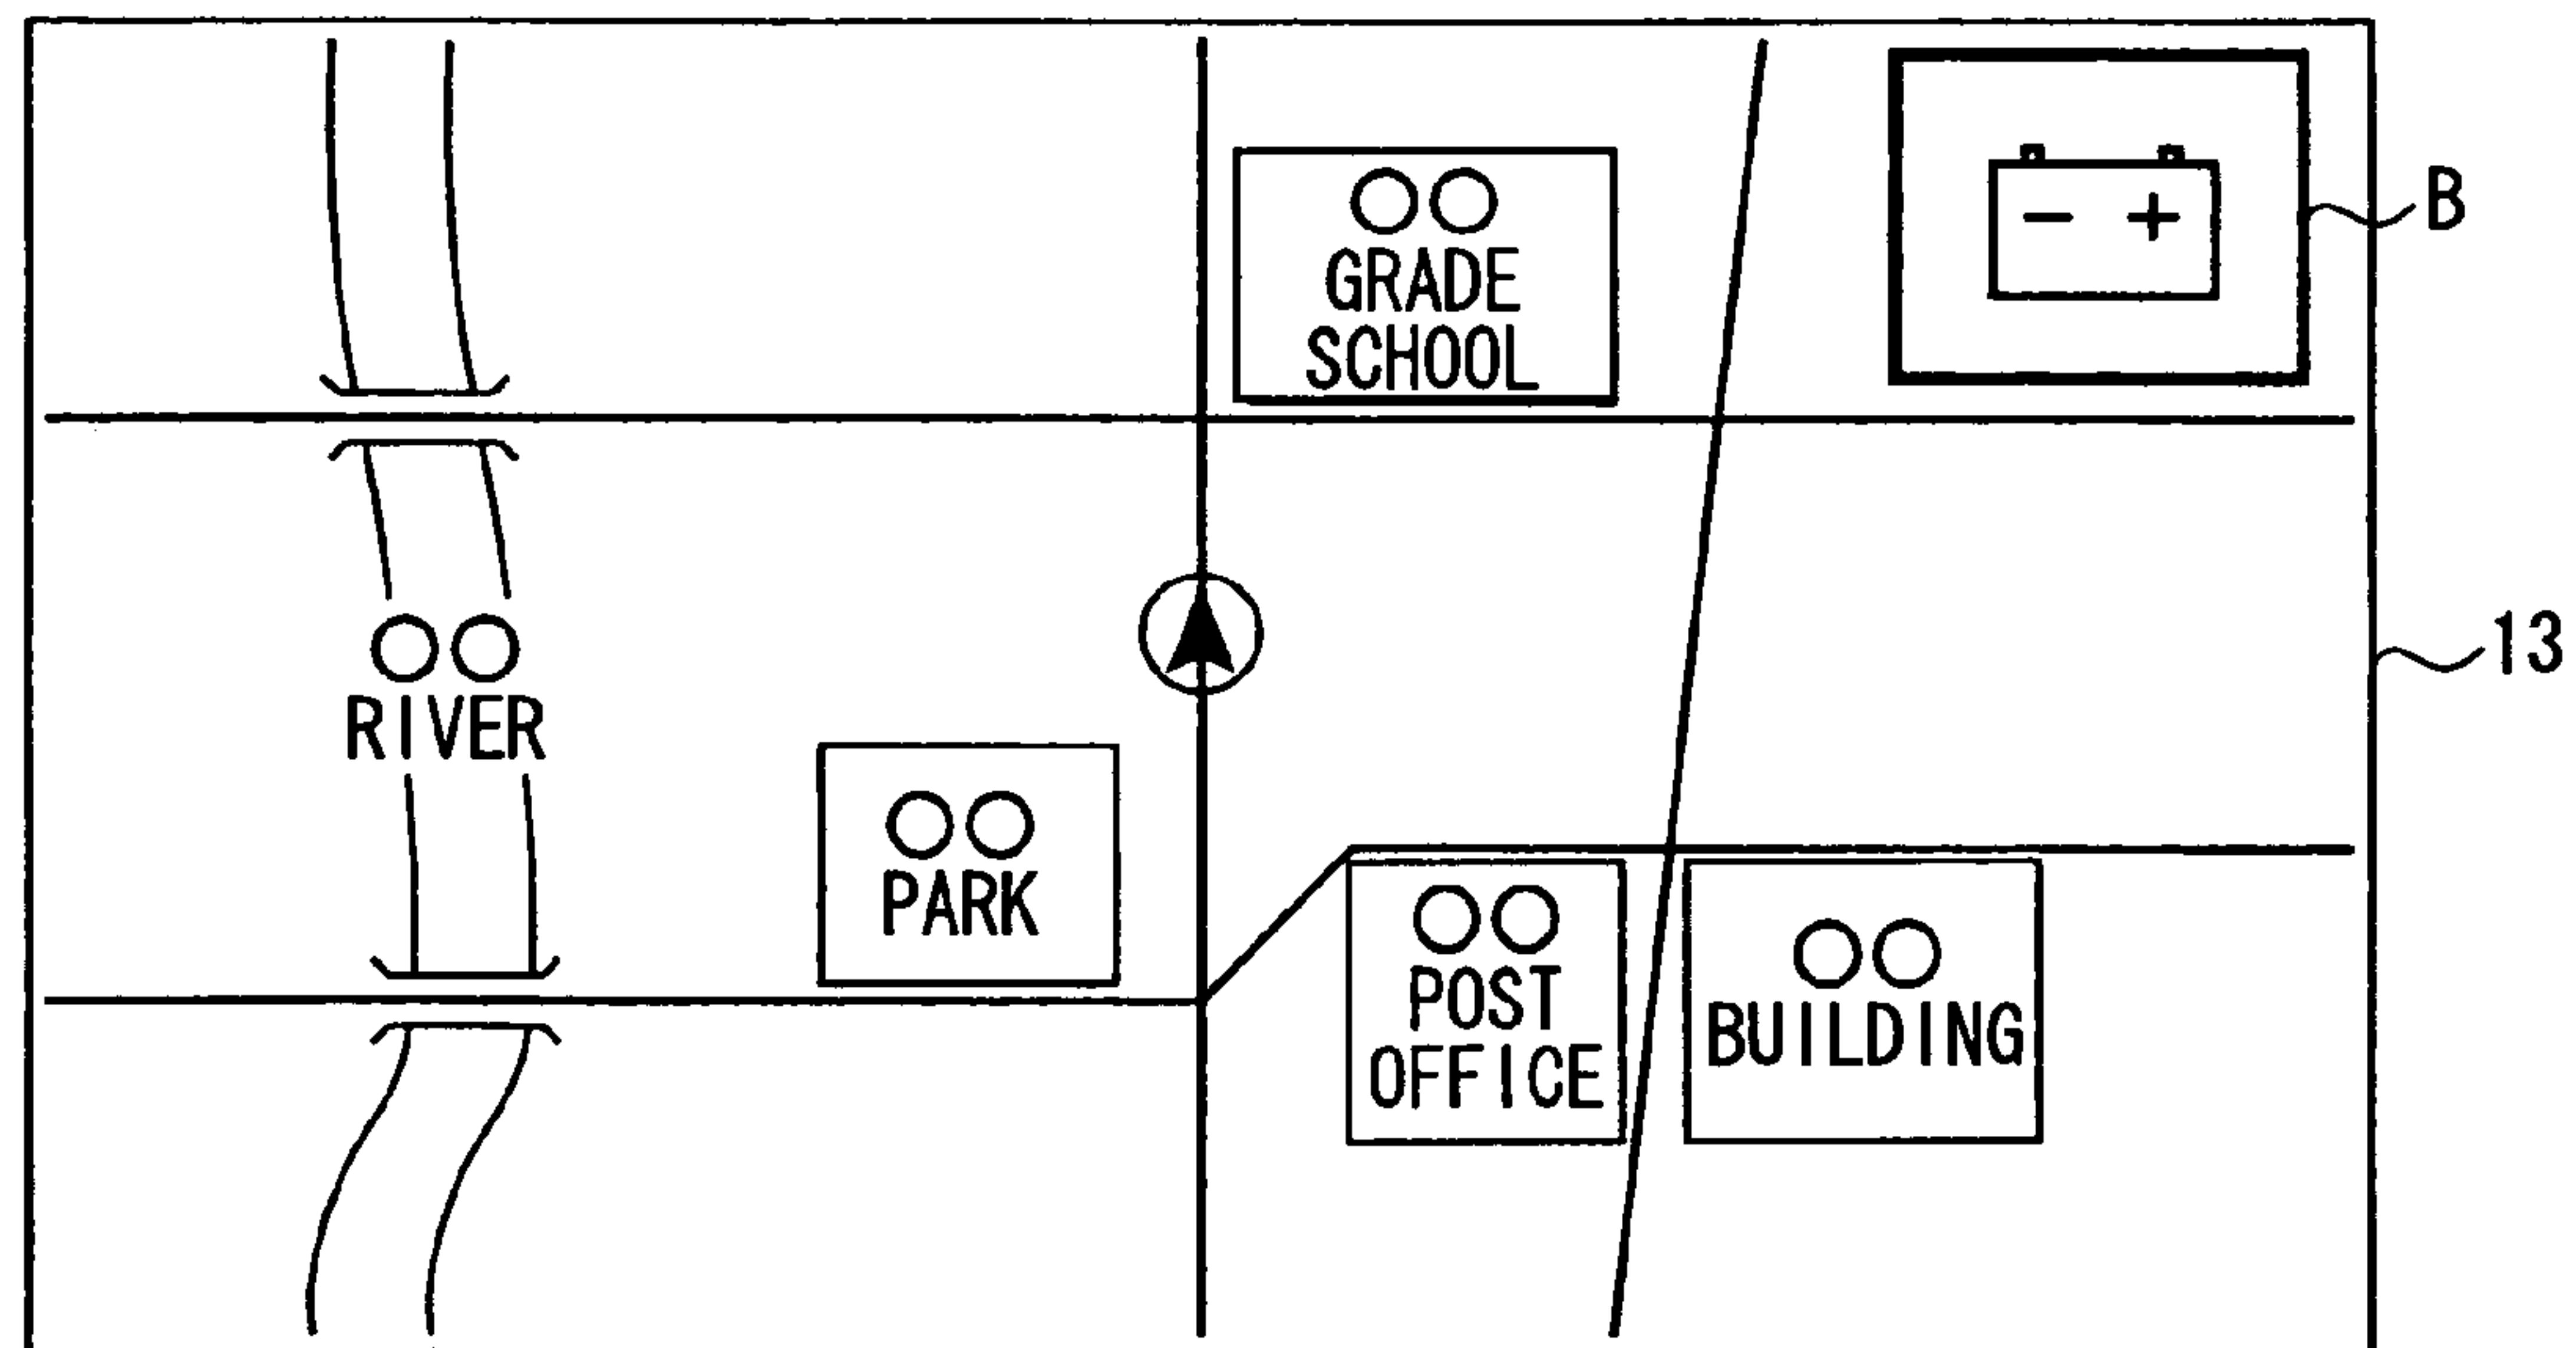 ○○
GRADE
SCHOOL
− +
B
○○
RIVER
13
○○
PARK
○○
POST
OFFICE
○○
BUILDING